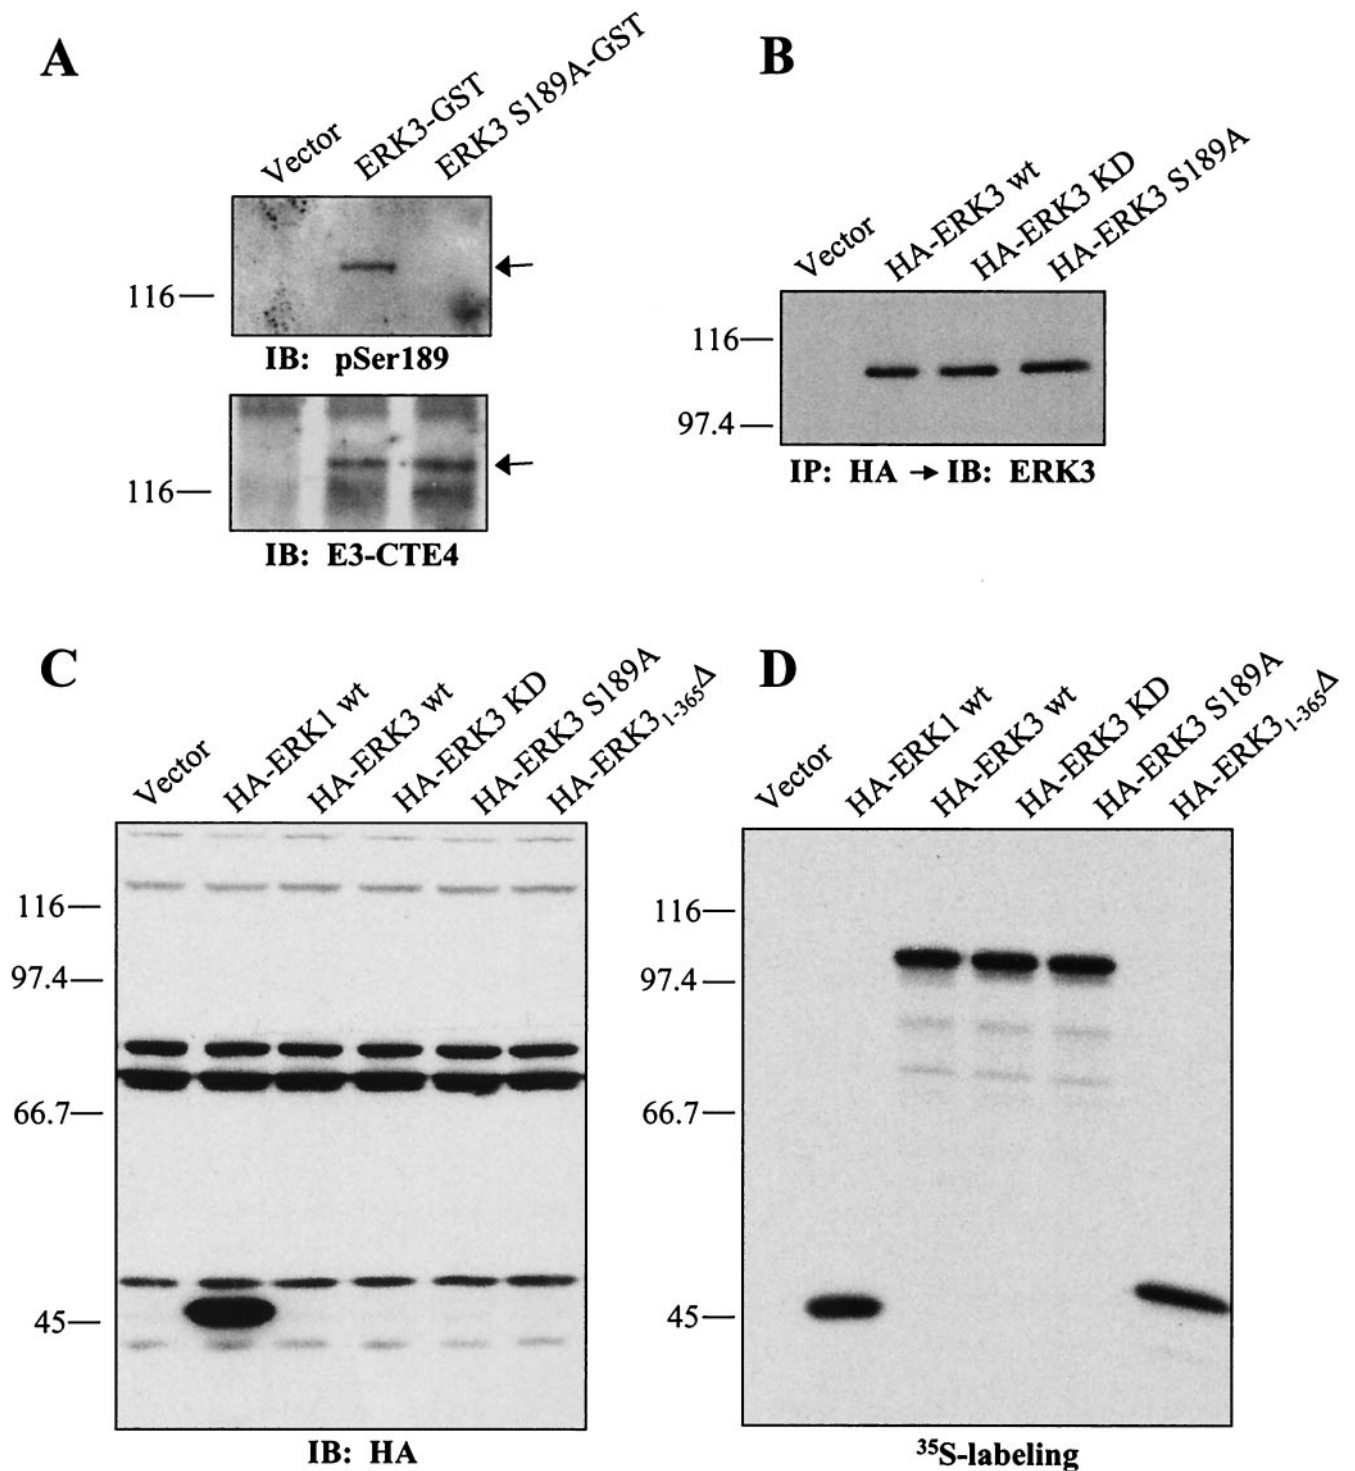 A
Vector
ERK3-GST
ERK3 S189A-GST
116
IB: pSer189
116
IB: E3-CTE4
B
Vector
HA-ERK3 wt
HA-ERK3 KD
HA-ERK3 S189A
116
97.4
IP: HA → IB: ERK3
C
Vector
HA-ERK1 wt
HA-ERK3 wt
HA-ERK3 KD
HA-ERK3 S189A
HA-ERK3₁₋₃₆₅Δ
116
97.4
66.7
45
IB: HA
D
Vector
HA-ERK1 wt
HA-ERK3 wt
HA-ERK3 KD
HA-ERK3 S189A
HA-ERK3₁₋₃₆₅Δ
116
97.4
66.7
45
³⁵S-labeling